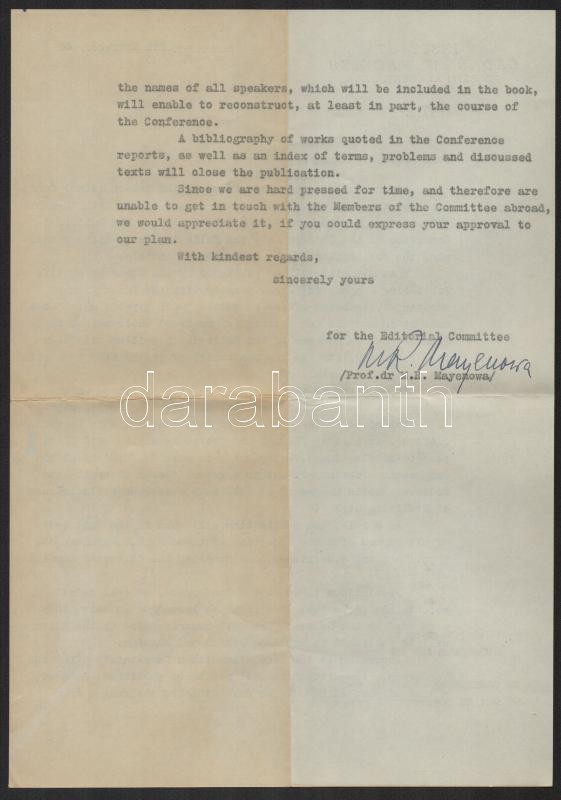 the names of all speakers, which will be included in the book,
will enable to reconstruct, at least in part, the course of
the Conference.
A bibliography of works quoted in the Conference
reports, as well as an index of terms, problems and discussed
texts will close the publication.
Since we are hard pressed for time, and therefore are
unable to get in touch with the Members of the Committee abroad,
we would appreciate it, if you could express your approval to
our plan.
With kindest regards,
sincerely yours
for the Editorial Committee
MR. Mayenowa
/Prof.dr M.R. Mayenowa/
darabanth